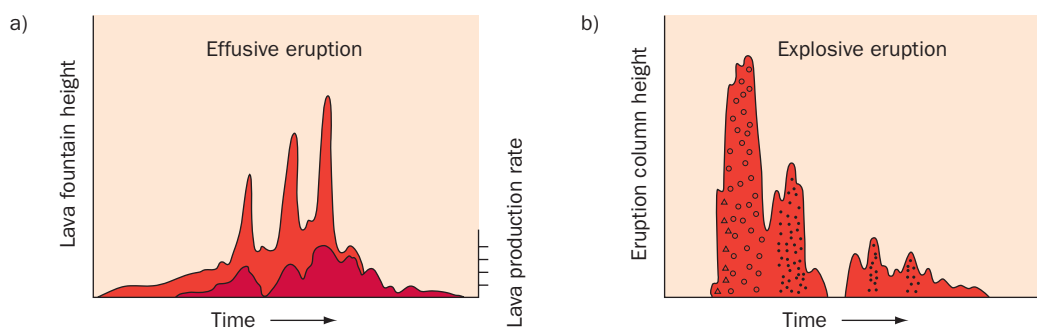 a)
Effusive eruption
Lava fountain height
Lava production rate
Time
b)
Explosive eruption
Eruption column height
Time